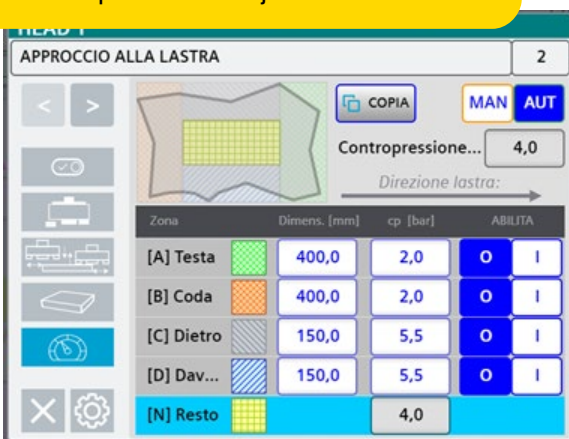 HEAD 1
APPROCCIO ALLA LASTRA 2
< > COPIA MAN AUT
Contropressione... 4,0
Direzione lastra:
Zona Dimens. [mm] cp [bar] ABILITA
[A] Testa 400,0 2,0 O I
[B] Coda 400,0 2,0 O I
[C] Dietro 150,0 5,5 O I
[D] Dav... 150,0 5,5 O I
[N] Resto 4,0